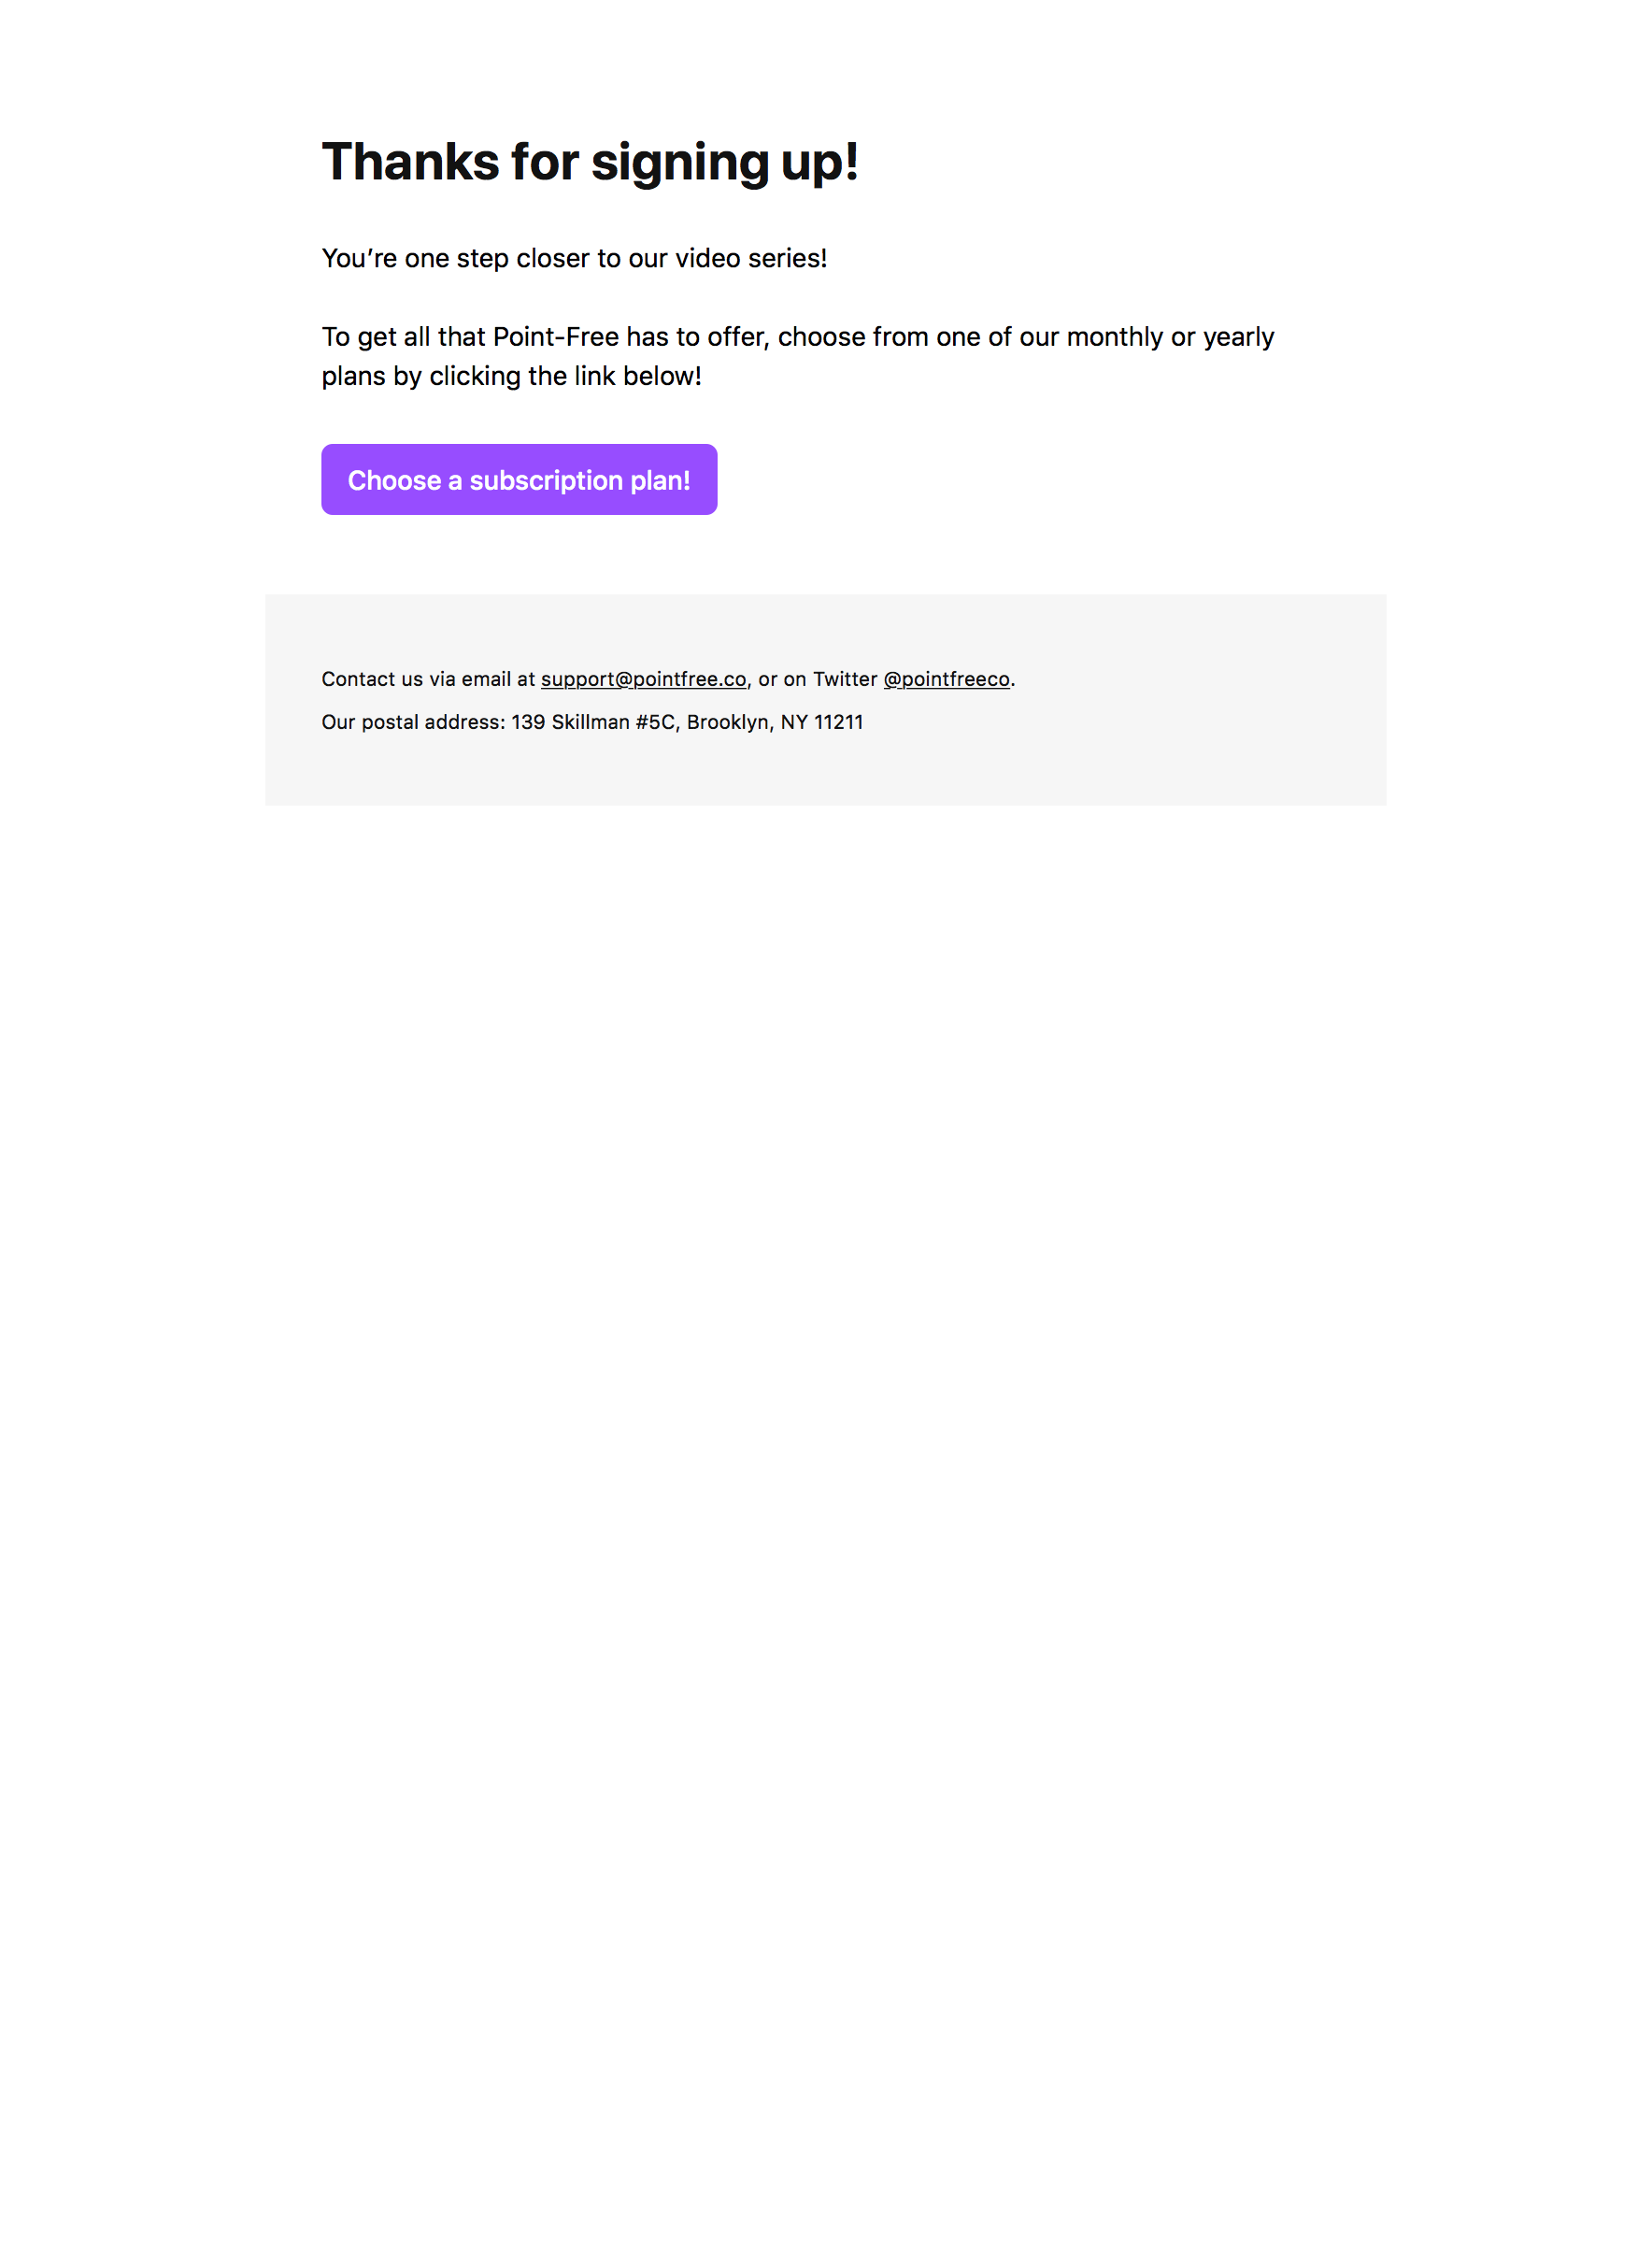 Thanks for signing up!
You’re one step closer to our video series!
To get all that Point-Free has to offer, choose from one of our monthly or yearly
plans by clicking the link below!
Choose a subscription plan!
Contact us via email at support@pointfree.co, or on Twitter @pointfreeco.
Our postal address: 139 Skillman #5C, Brooklyn, NY 11211